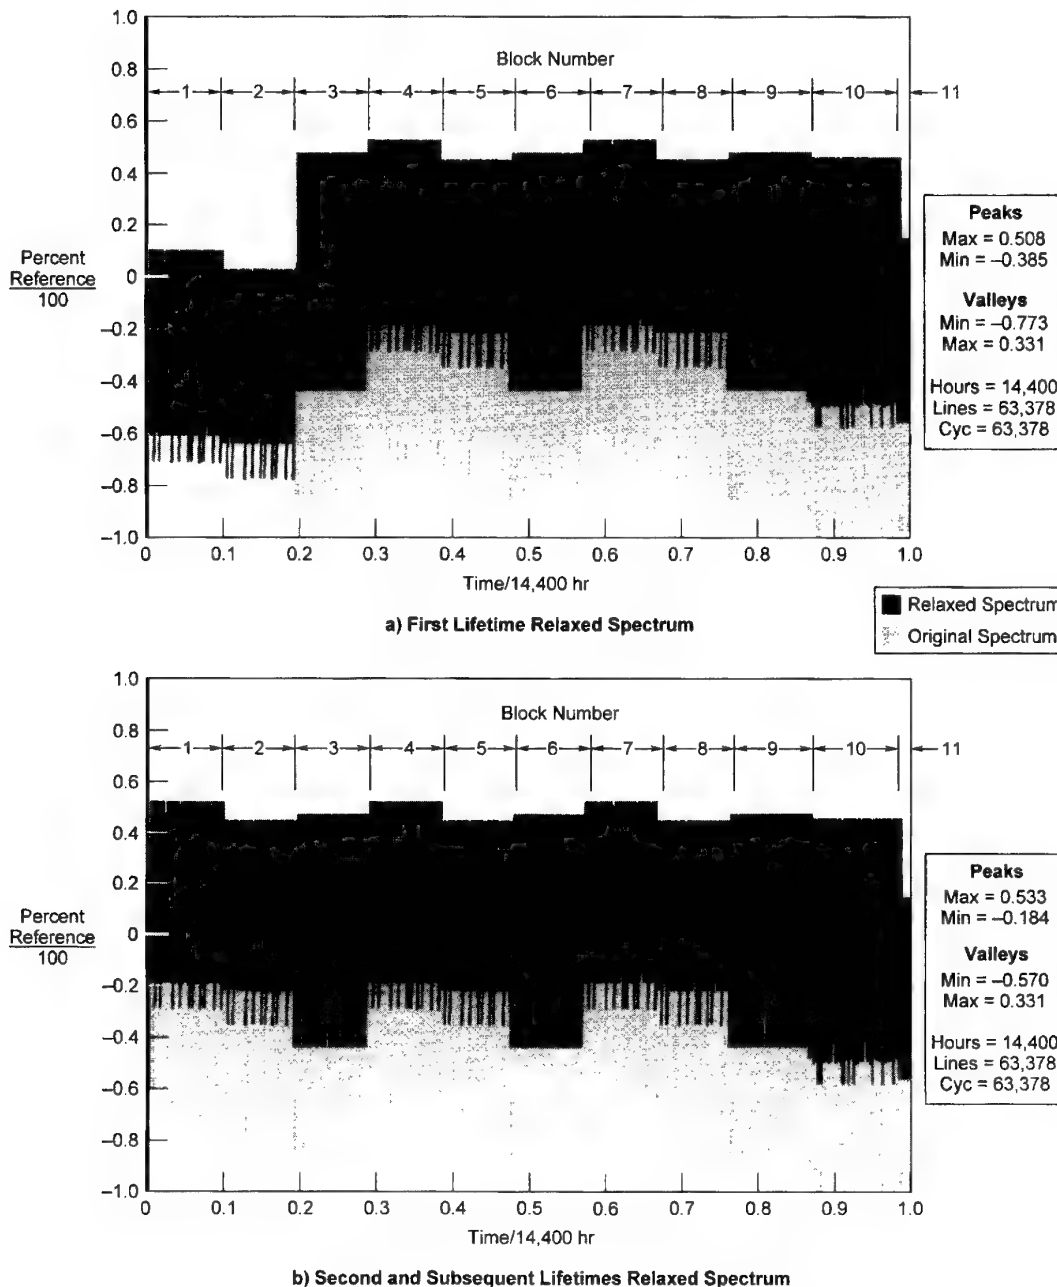 1.0
0.8
0.6
0.4
0.2
0
–0.2
–0.4
–0.6
–0.8
–1.0
Percent
Reference
100
Block Number
1 2 3 4 5 6 7 8 9 10 11
0 0.1 0.2 0.3 0.4 0.5 0.6 0.7 0.8 0.9 1.0
Time/14,400 hr
Peaks
Max = 0.508
Min = –0.385
Valleys
Min = –0.773
Max = 0.331
Hours = 14,400
Lines = 63,378
Cyc = 63,378
a) First Lifetime Relaxed Spectrum
Relaxed Spectrum
Original Spectrum
1.0
0.8
0.6
0.4
0.2
0
–0.2
–0.4
–0.6
–0.8
–1.0
Percent
Reference
100
Block Number
1 2 3 4 5 6 7 8 9 10 11
0 0.1 0.2 0.3 0.4 0.5 0.6 0.7 0.8 0.9 1.0
Time/14,400 hr
Peaks
Max = 0.533
Min = –0.184
Valleys
Min = –0.570
Max = 0.331
Hours = 14,400
Lines = 63,378
Cyc = 63,378
b) Second and Subsequent Lifetimes Relaxed Spectrum